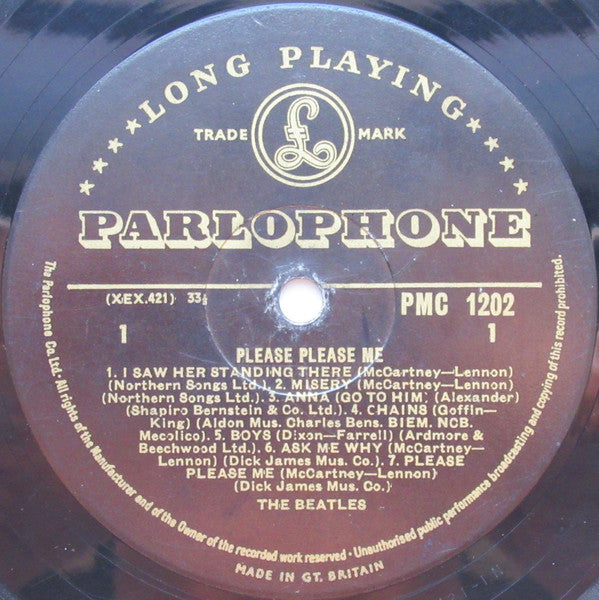 LONG PLAYING
TRADE £ MARK
PARLOPHONE
(XEX.421) 33⅓
PMC 1202
1
1
PLEASE PLEASE ME
1. I SAW HER STANDING THERE (McCartney—Lennon)
(Northern Songs Ltd.). 2. MISERY (McCartney—Lennon)
(Northern Songs Ltd.). 3. ANNA (GO TO HIM) (Alexander)
(Shapiro Bernstein & Co. Ltd.). 4. CHAINS (Goffin—
King) (Aldon Mus. Charles Bens. BIEM. NCB.
Mecolico). 5. BOYS (Dixon—Farrell) (Ardmore &
Beechwood Ltd.). 6. ASK ME WHY (McCartney—
Lennon) (Dick James Mus. Co.). 7. PLEASE
PLEASE ME (McCartney—Lennon)
(Dick James Mus. Co.)
THE BEATLES
The Parlophone Co. Ltd. All rights of the Manufacturer and of the Owner of the recorded work reserved · Unauthorised public performance broadcasting and copying of this record prohibited.
MADE IN GT. BRITAIN